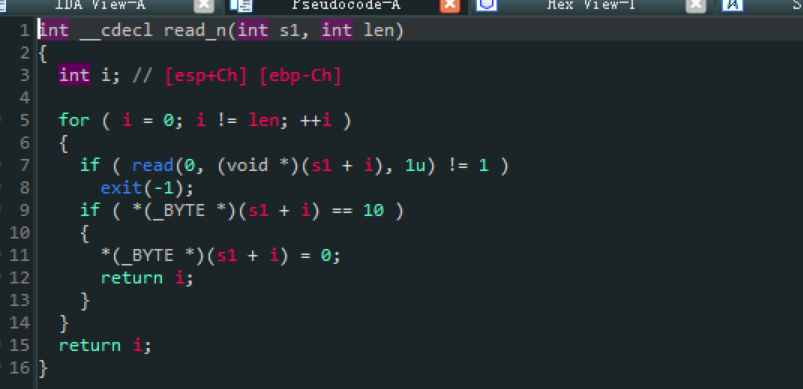 IDA View-A Pseudocode-A Hex View-1 A S
1 int __cdecl read_n(int s1, int len)
2 {
3 int i; // [esp+Ch] [ebp-Ch]
4
5 for ( i = 0; i != len; ++i )
6 {
7 if ( read(0, (void *)(s1 + i), 1u) != 1 )
8 exit(-1);
9 if ( *(_BYTE *)(s1 + i) == 10 )
10 {
11 *(_BYTE *)(s1 + i) = 0;
12 return i;
13 }
14 }
15 return i;
16 }